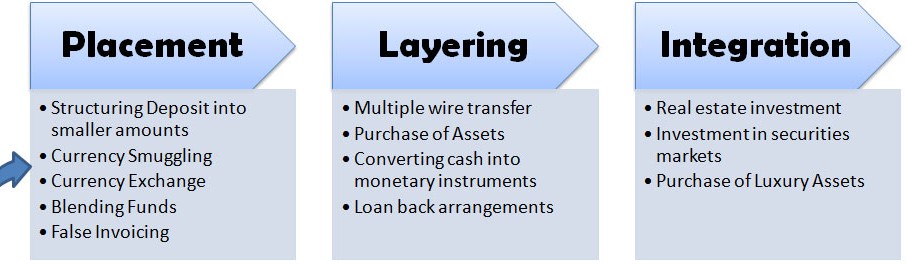 Placement
• Structuring Deposit into
smaller amounts
• Currency Smuggling
• Currency Exchange
• Blending Funds
• False Invoicing
Layering
• Multiple wire transfer
• Purchase of Assets
• Converting cash into
monetary instruments
• Loan back arrangements
Integration
• Real estate investment
• Investment in securities
markets
• Purchase of Luxury Assets